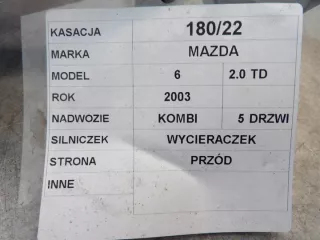 KASACJA 180/22
MARKA MAZDA
MODEL 6 2.0 TD
ROK 2003
NADWOZIE KOMBI 5 DRZWI
SILNICZEK WYCIERACZEK
STRONA PRZÓD
INNE